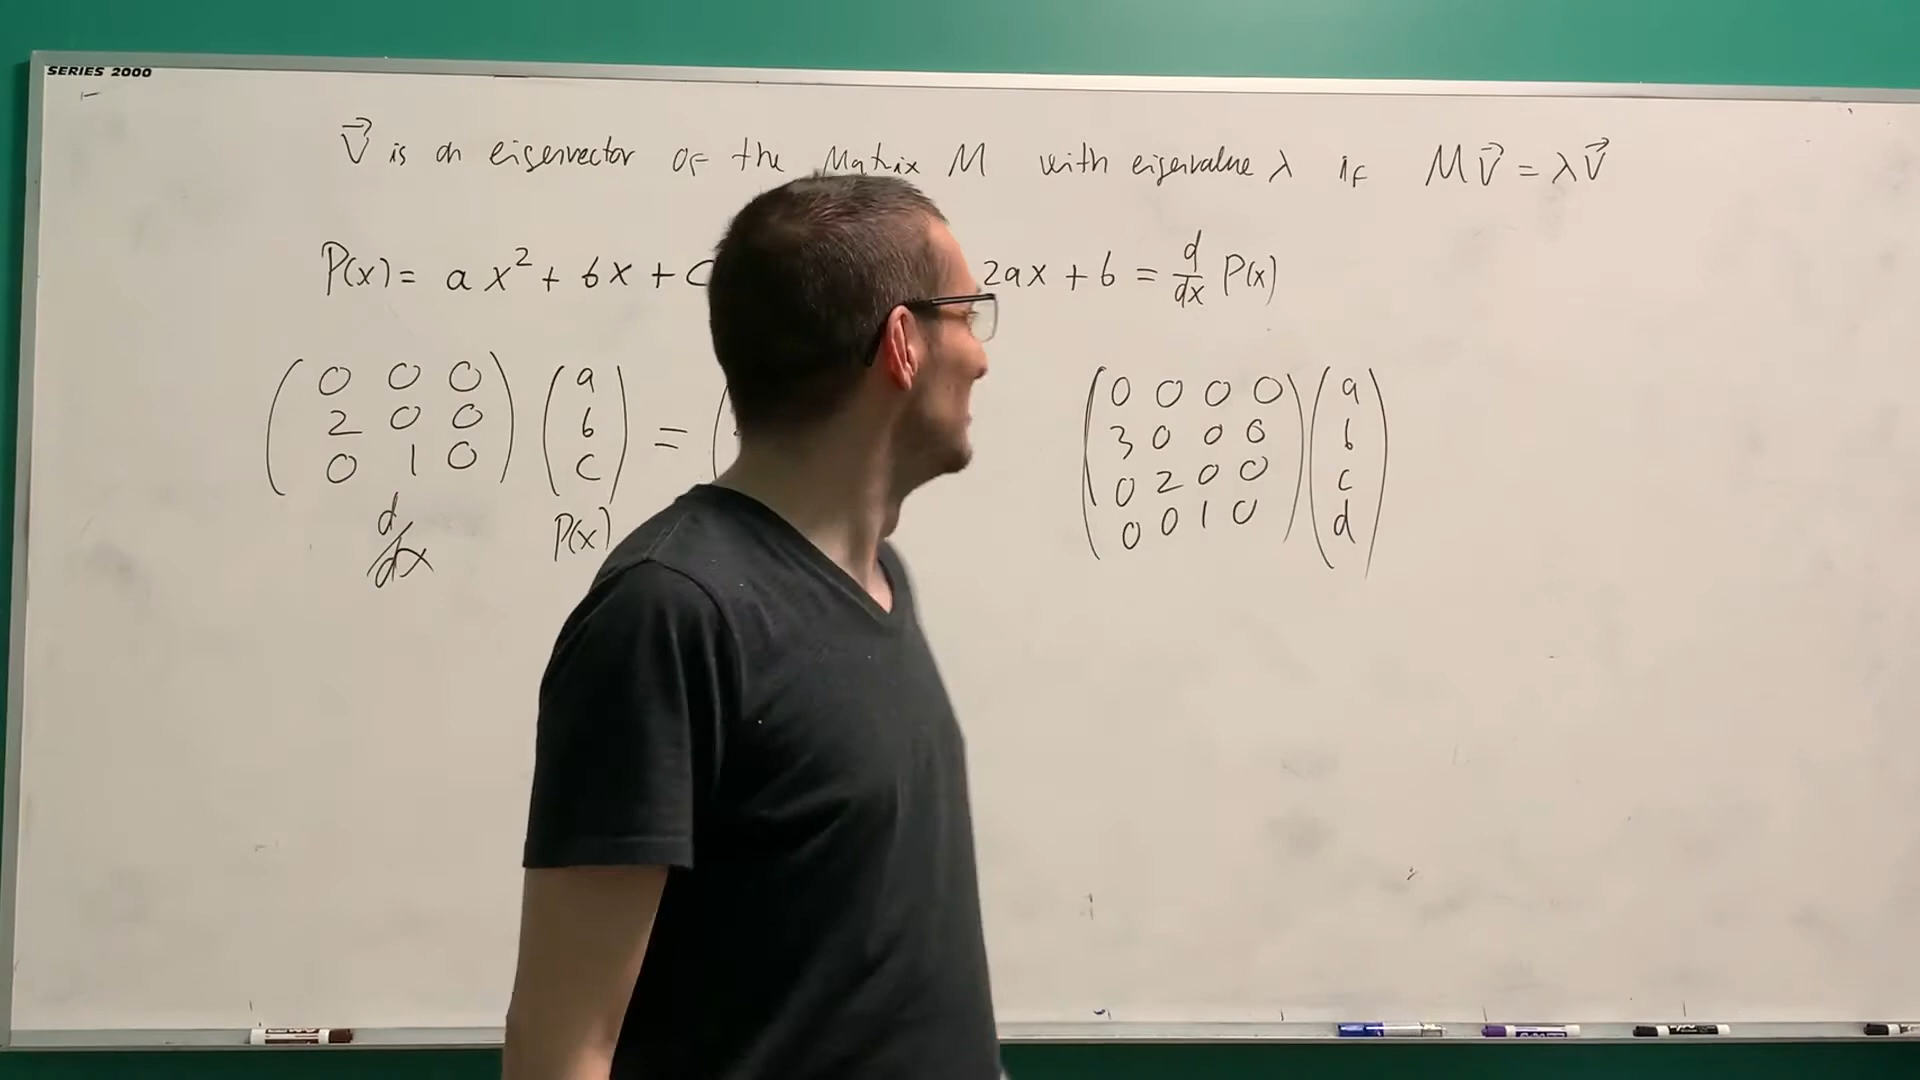 SERIES 2000
V⃗ is an eigenvector of the Matrix M with eigenvalue λ if MV⃗ = λV⃗
P(x) = ax² + bx + c 2ax + b = d/dx P(x)
( 0 0 0 ) ( a ) = ( ( 0 0 0 0 ) ( a )
( 2 0 0 ) ( b ) ( 3 0 0 0 ) ( b )
( 0 1 0 ) ( c ) ( 0 2 0 0 ) ( c )
( 0 0 1 0 ) ( d )
d/dx P(x)